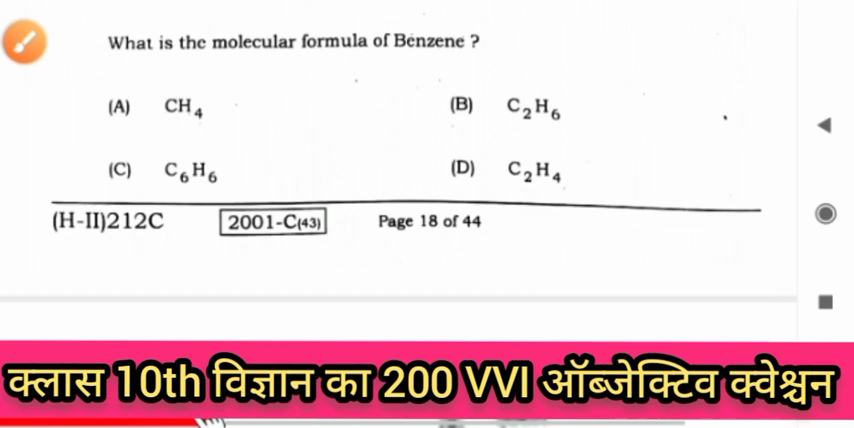 What is the molecular formula of Benzene ?
(A) CH₄ (B) C₂H₆
(C) C₆H₆ (D) C₂H₄
(H-II)212C 2001-C(43) Page 18 of 44
क्लास 10th विज्ञान का 200 VVI ऑब्जेक्टिव क्वेश्चन